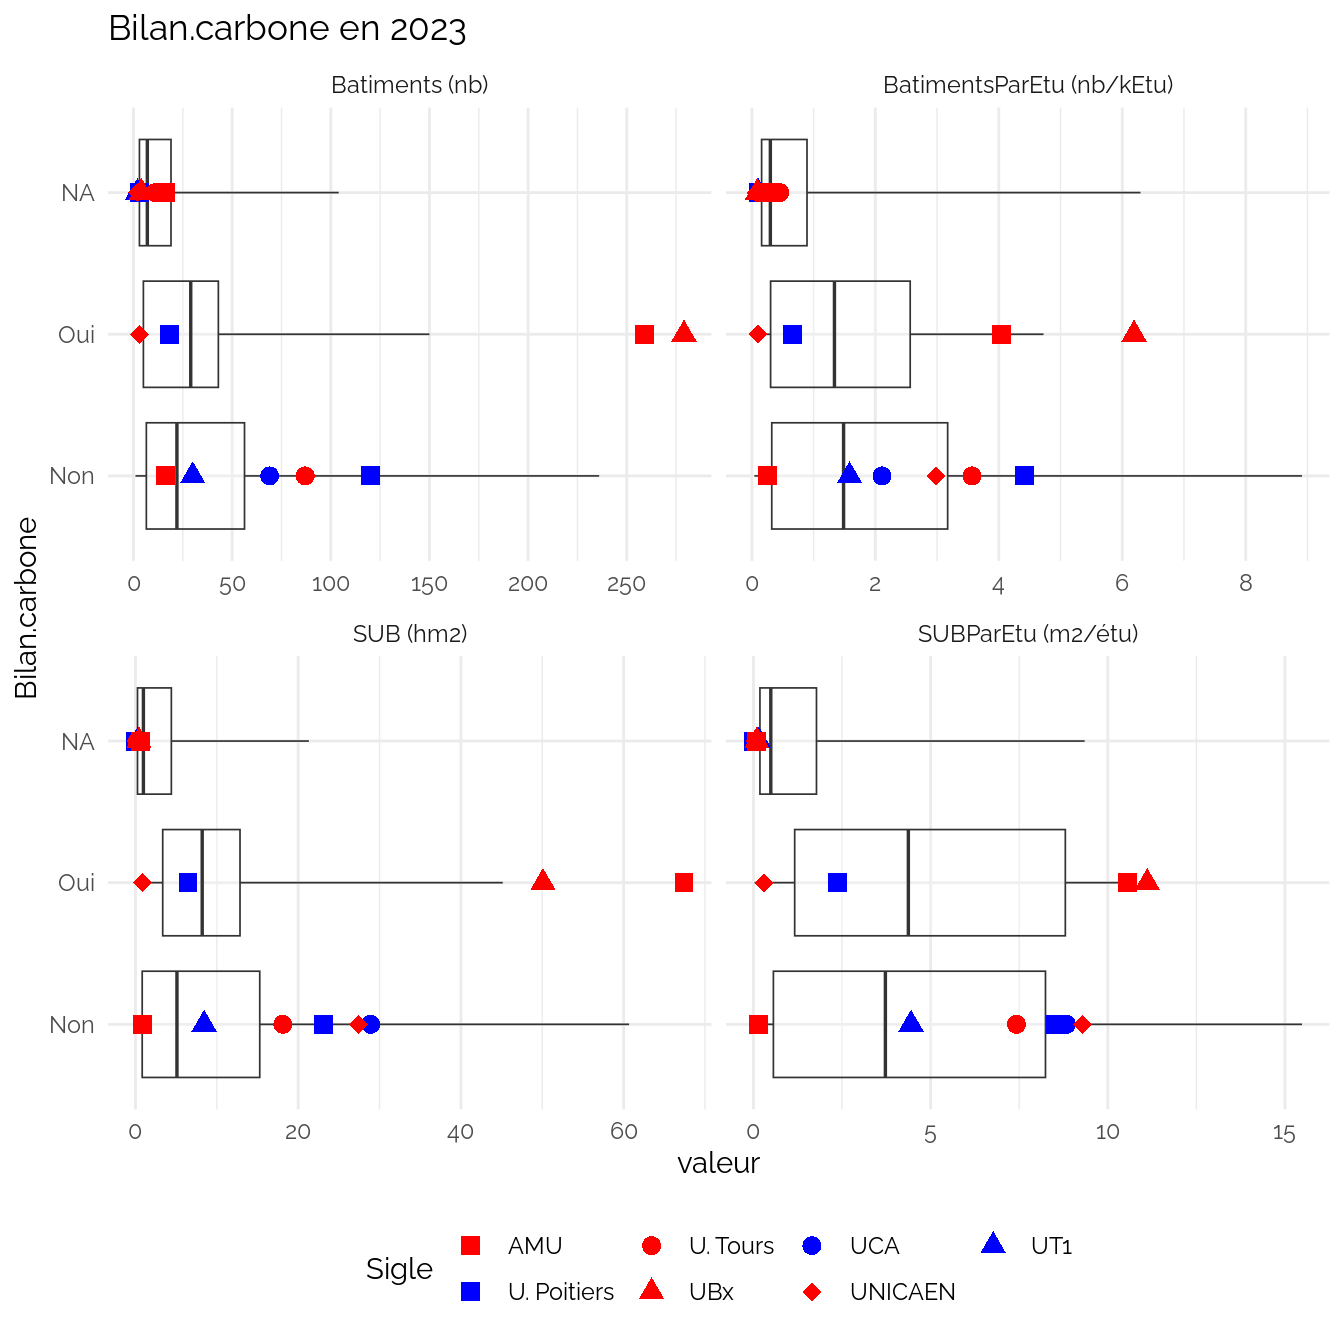 Bilan.carbone en 2023
Batiments (nb)
BatimentsParEtu (nb/kEtu)
NA
Oui
Non
0 50 100 150 200 250
0 2 4 6 8
Bilan.carbone
SUB (hm2)
SUBParEtu (m2/étu)
NA
Oui
Non
0 20 40 60
0 5 10 15
valeur
Sigle
AMU U. Tours UCA UT1
U. Poitiers UBx UNICAEN